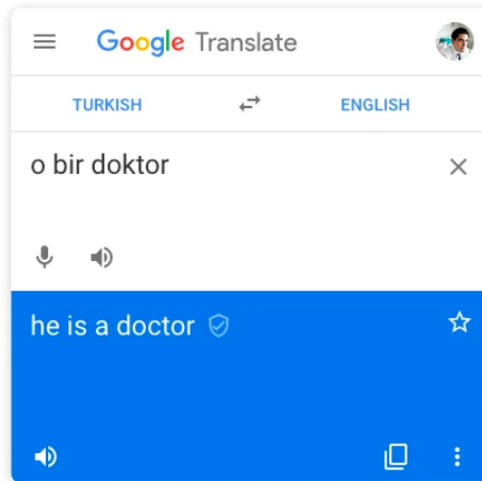 Google Translate
TURKISH ENGLISH
o bir doktor
he is a doctor